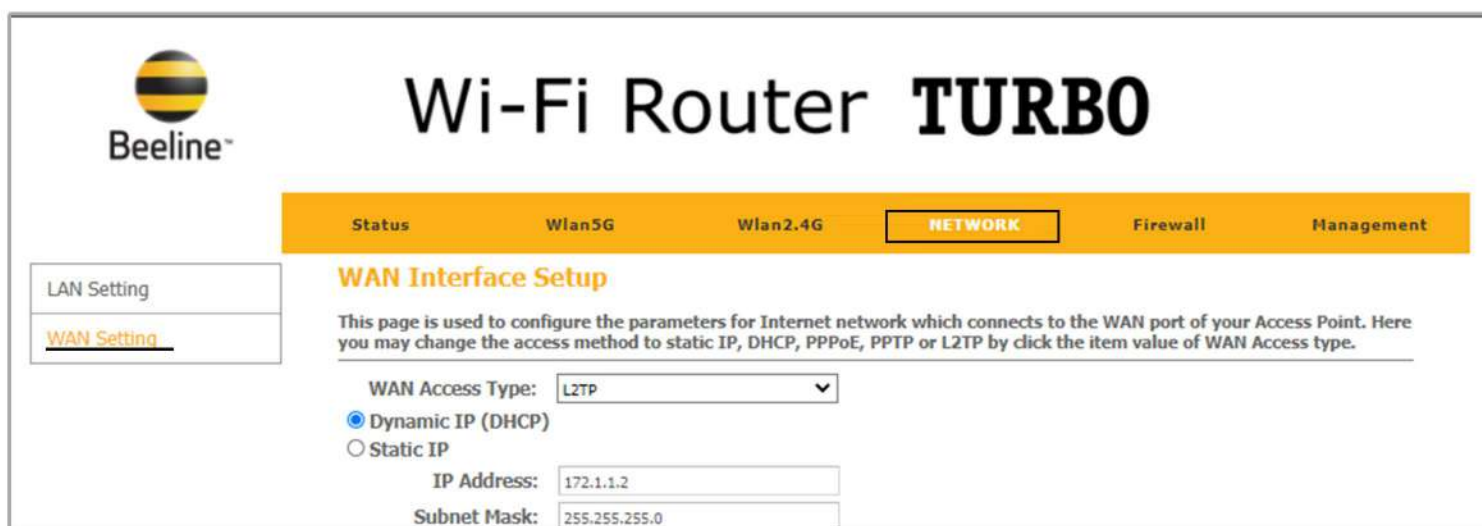 Beeline™
Wi-Fi Router TURBO
Status Wlan5G Wlan2.4G NETWORK Firewall Management
LAN Setting
WAN Setting
WAN Interface Setup
This page is used to configure the parameters for Internet network which connects to the WAN port of your Access Point. Here
you may change the access method to static IP, DHCP, PPPoE, PPTP or L2TP by click the item value of WAN Access type.
WAN Access Type: L2TP
Dynamic IP (DHCP)
Static IP
IP Address: 172.1.1.2
Subnet Mask: 255.255.255.0